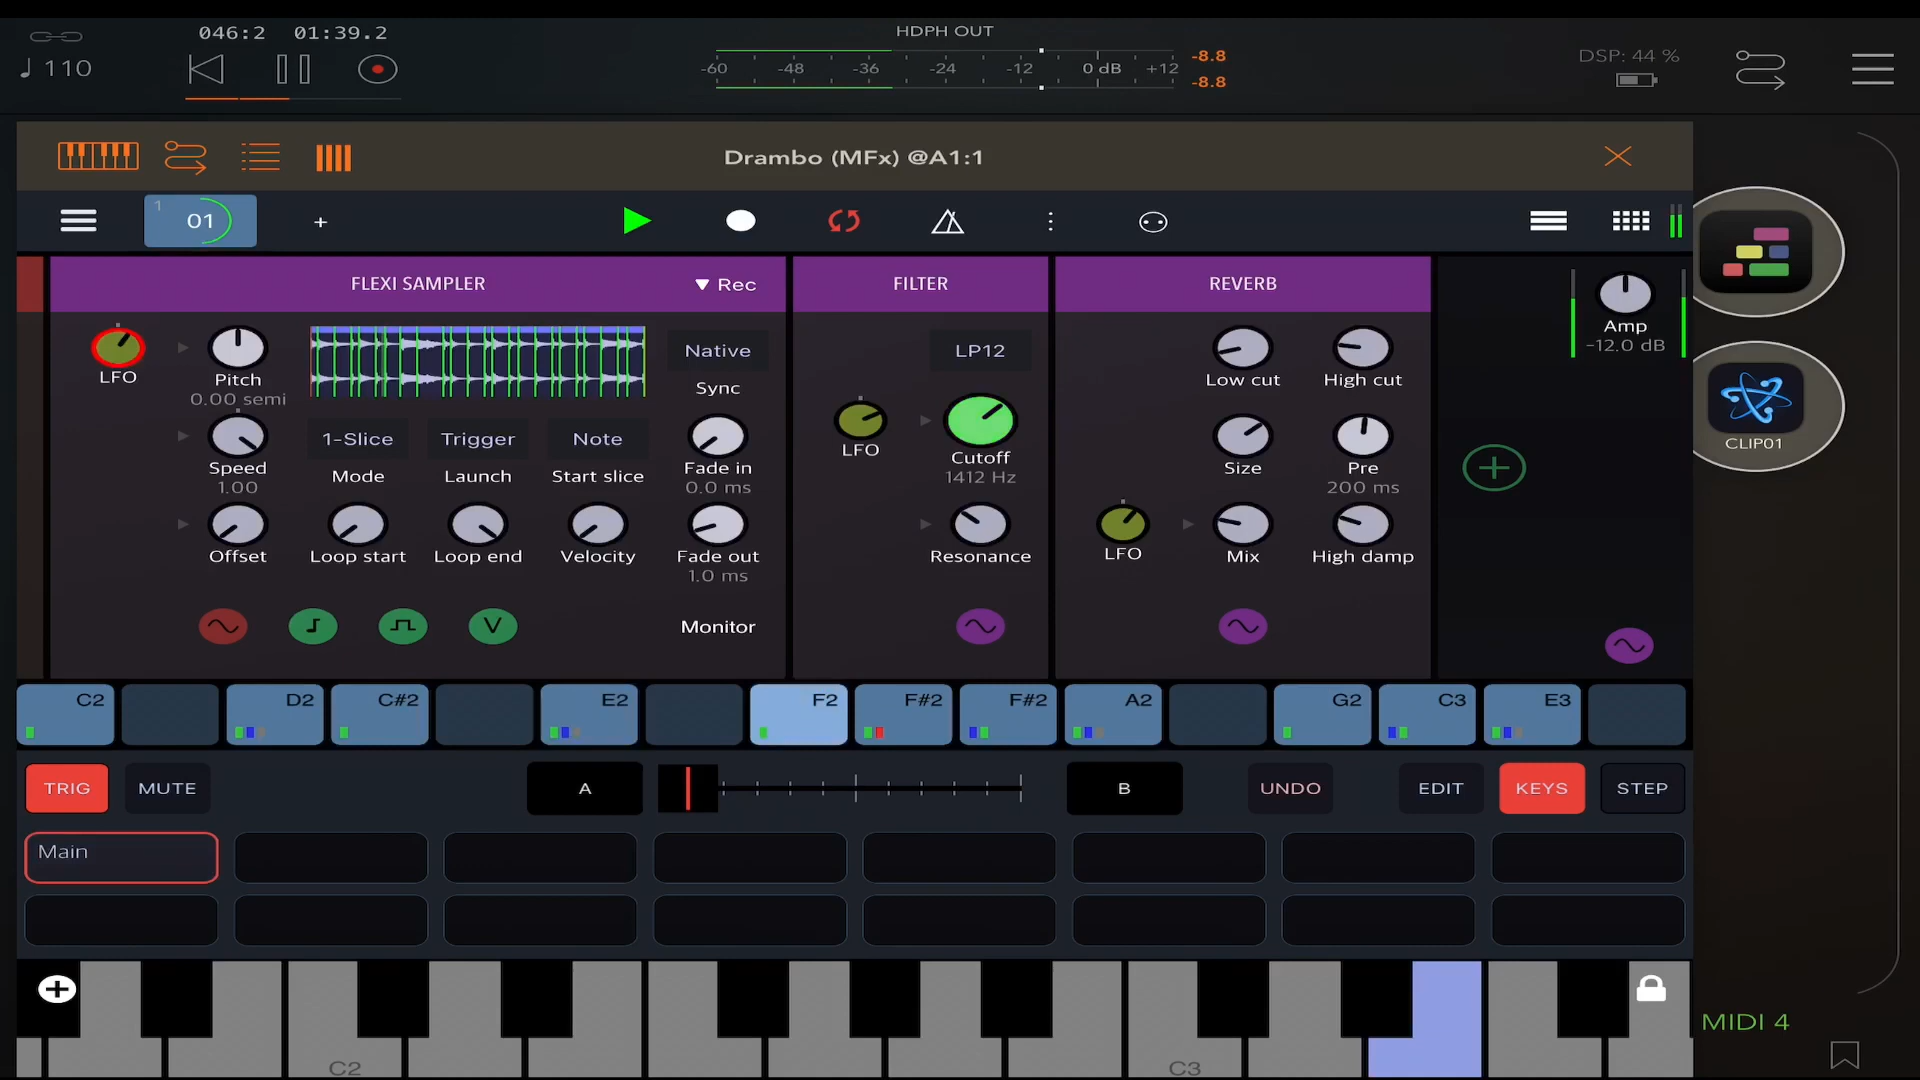 046:2 01:39.2
HDPH OUT
110
-60 -48 -36 -24 -12 0 dB +12
-8.8
-8.8
DSP: 44 %
Drambo (MFx) @A1:1
1
01
+
FLEXI SAMPLER
Rec
FILTER
REVERB
LFO
Pitch
0.00 semi
Native
Sync
LP12
Low cut
High cut
Amp
-12.0 dB
Speed
1.00
1-Slice
Mode
Trigger
Launch
Note
Start slice
Fade in
0.0 ms
LFO
Cutoff
1412 Hz
Size
Pre
200 ms
CLIP01
Offset
Loop start
Loop end
Velocity
Fade out
1.0 ms
Resonance
LFO
Mix
High damp
V
Monitor
C2 D2 C#2 E2 F2 F#2 F#2 A2 G2 C3 E3
TRIG MUTE A B UNDO EDIT KEYS STEP
Main
MIDI 4
C2 C3